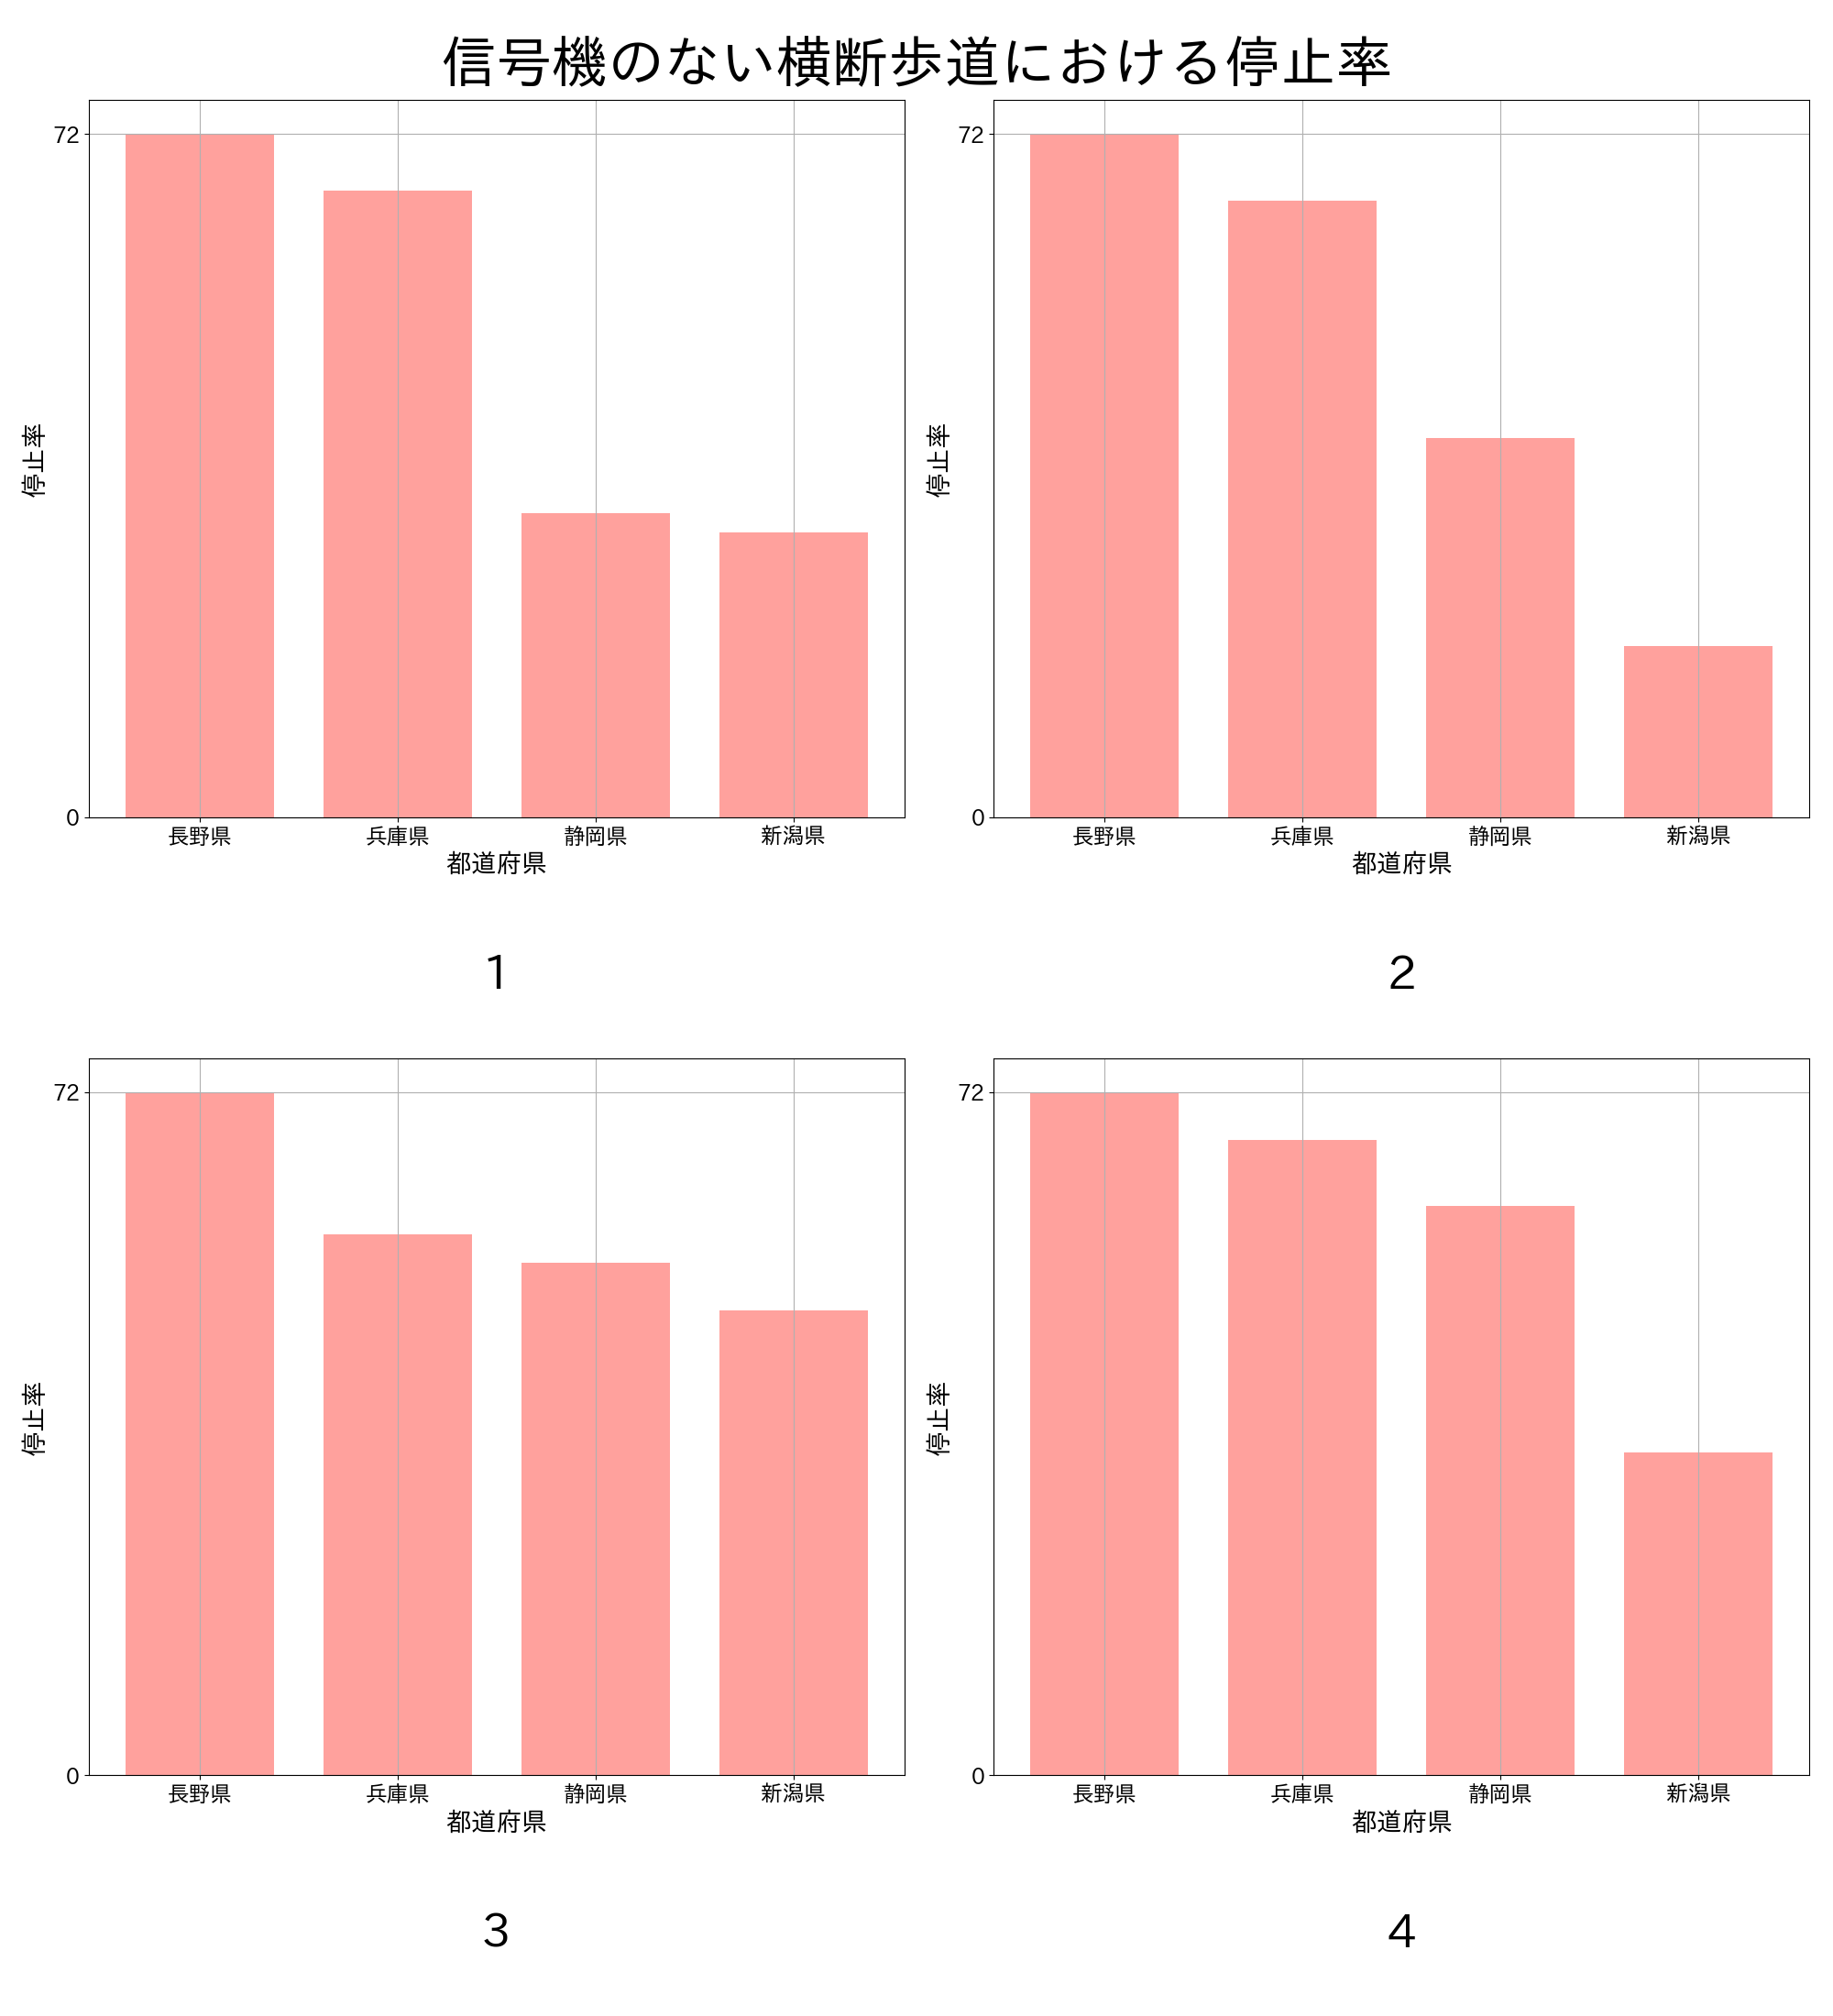 信号機のない横断歩道における停止率
72
停止率
0
長野県 兵庫県 静岡県 新潟県
都道府県
1
72
停止率
0
長野県 兵庫県 静岡県 新潟県
都道府県
2
72
停止率
0
長野県 兵庫県 静岡県 新潟県
都道府県
3
72
停止率
0
長野県 兵庫県 静岡県 新潟県
都道府県
4